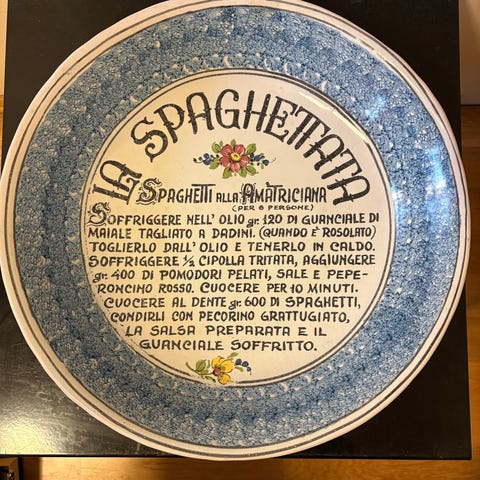 LA SPAGHETTATA
SPAGHETTI ALLA AMATRICIANA
(PER 6 PERSONE)
SOFFRIGGERE NELL'OLIO gr. 120 DI GUANCIALE DI
MAIALE TAGLIATO A DADINI. (QUANDO E' ROSOLATO)
TOGLIERLO DALL'OLIO E TENERLO IN CALDO.
SOFFRIGGERE ½ CIPOLLA TRITATA, AGGIUNGERE
gr. 400 DI POMODORI PELATI, SALE E PEPE-
RONCINO ROSSO. CUOCERE PER 10 MINUTI.
CUOCERE AL DENTE gr. 600 DI SPAGHETTI,
CONDIRLI CON PECORINO GRATTUGIATO,
LA SALSA PREPARATA E IL
GUANCIALE SOFFRITTO.